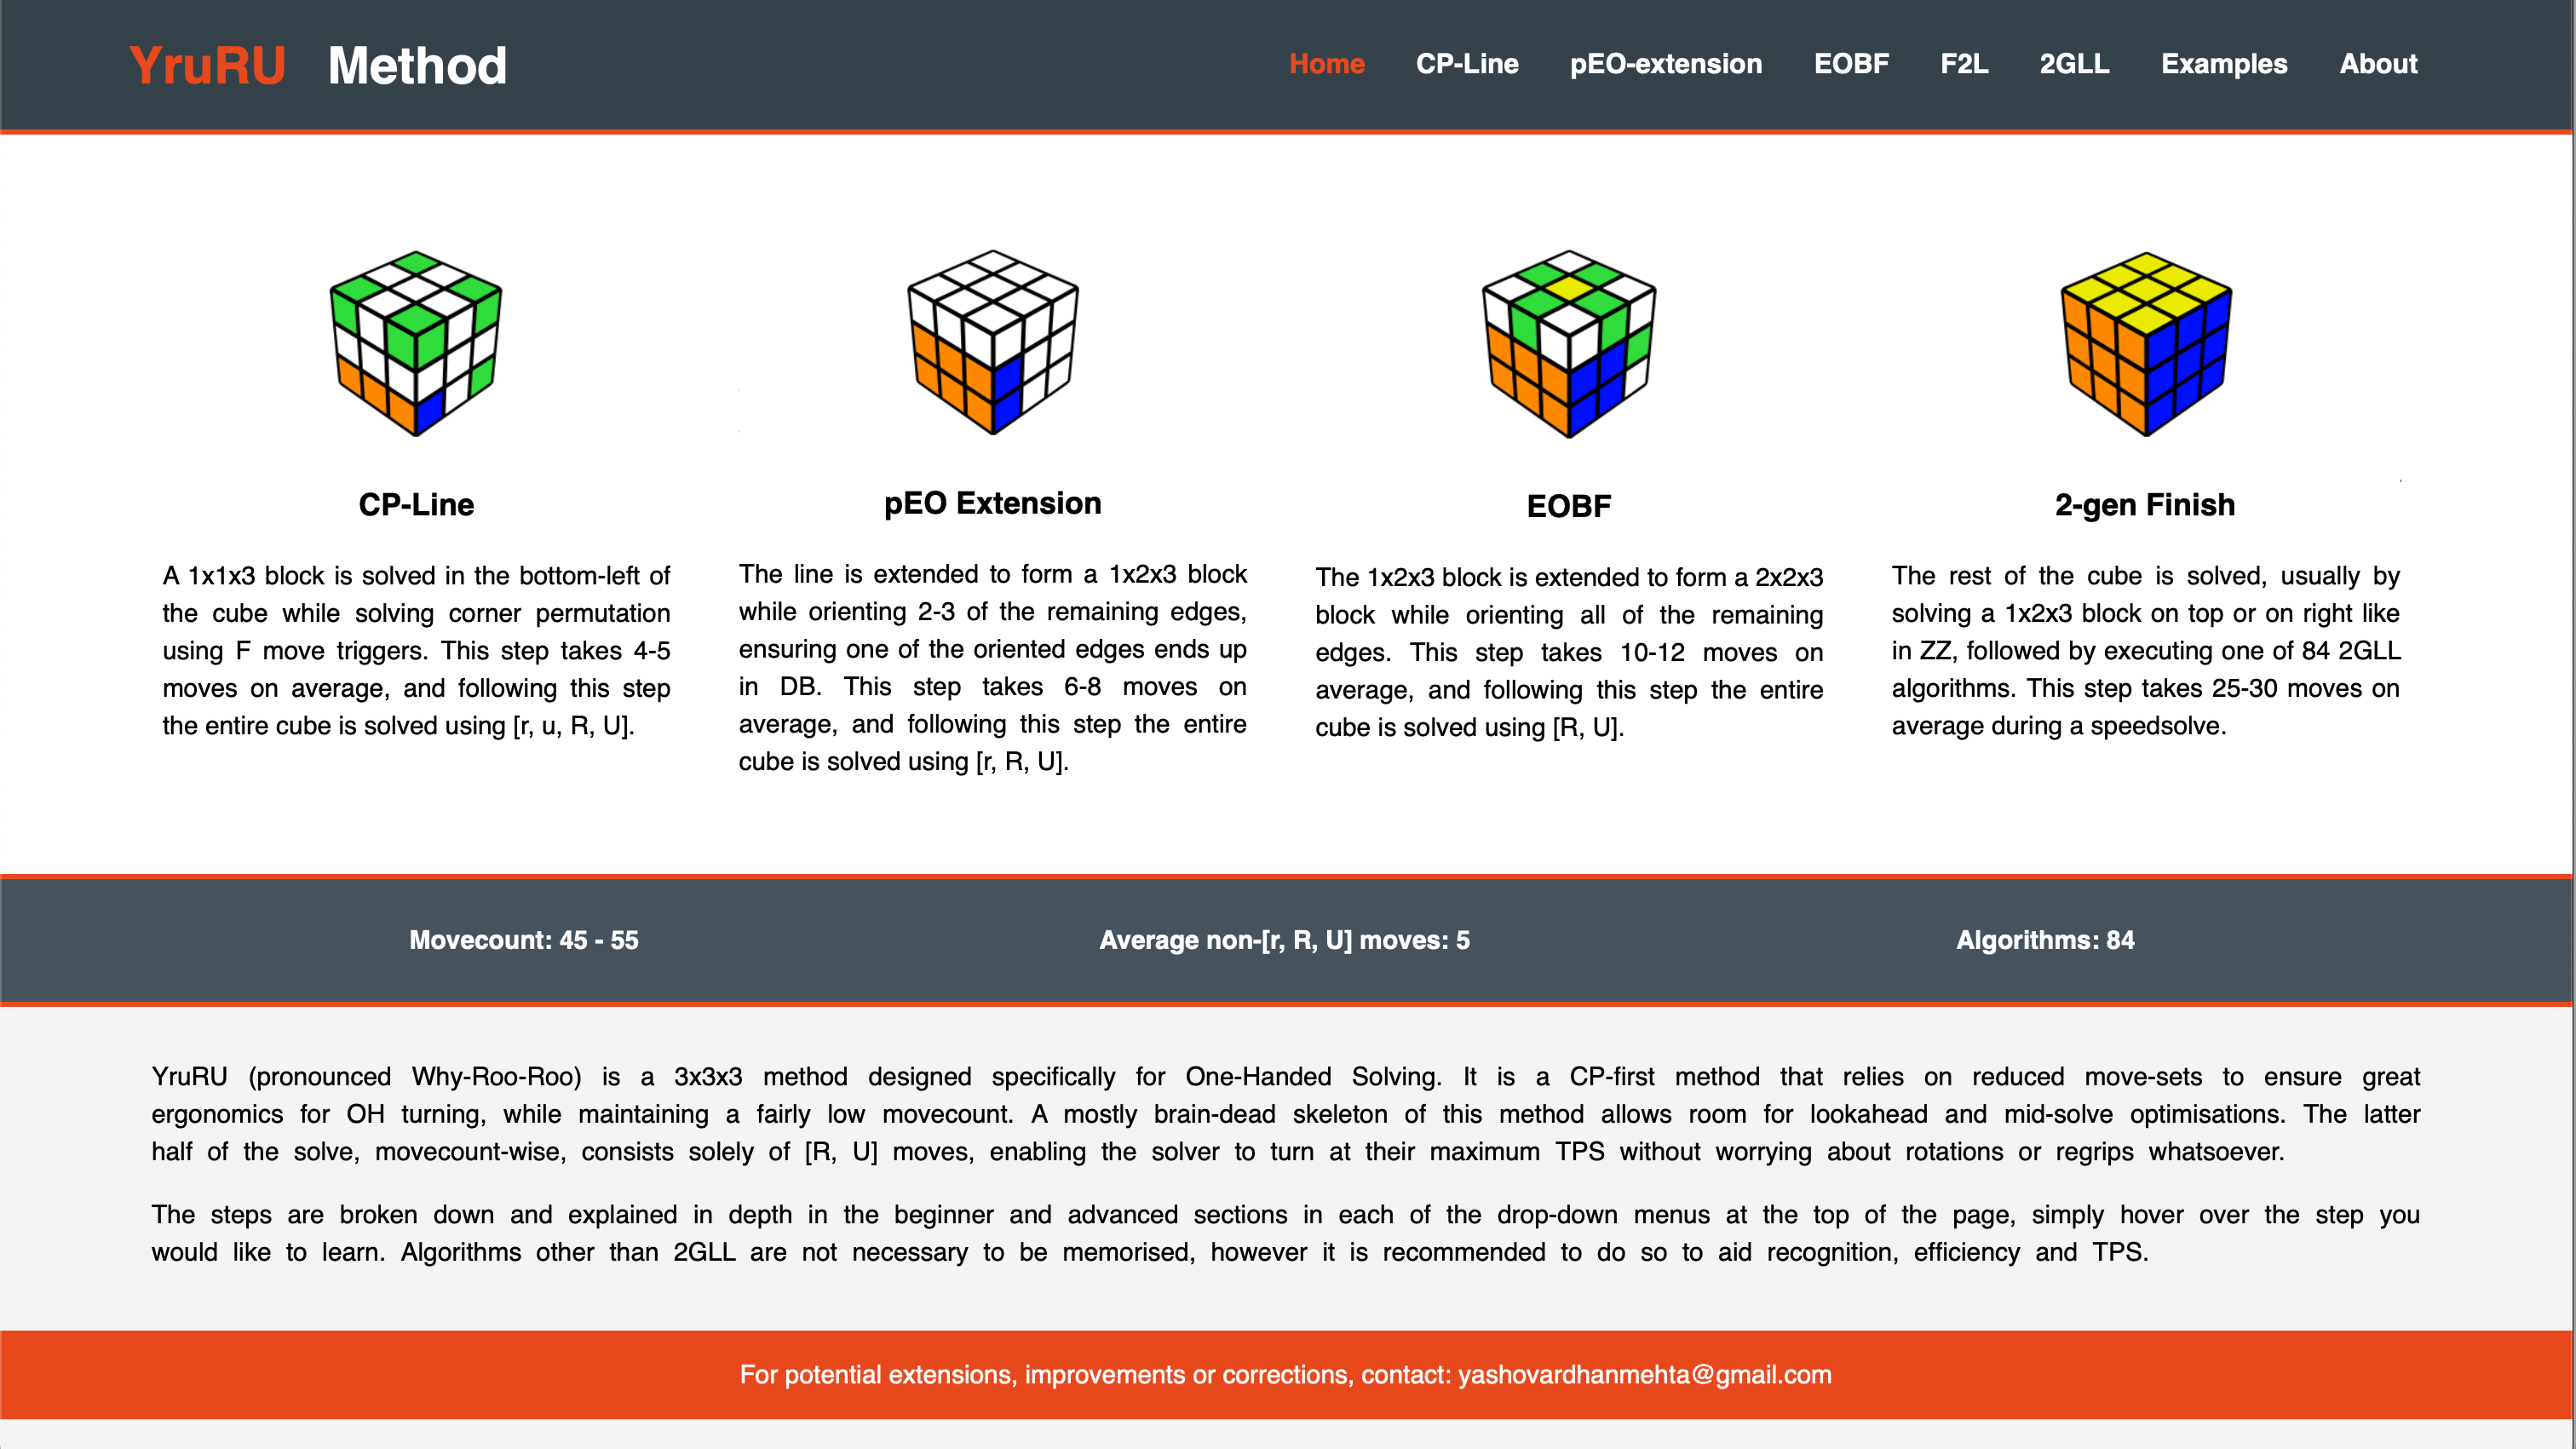 YruRU Method
Home CP-Line pEO-extension EOBF F2L 2GLL Examples About
CP-Line
A 1x1x3 block is solved in the bottom-left of
the cube while solving corner permutation
using F move triggers. This step takes 4-5
moves on average, and following this step
the entire cube is solved using [r, u, R, U].
pEO Extension
The line is extended to form a 1x2x3 block
while orienting 2-3 of the remaining edges,
ensuring one of the oriented edges ends up
in DB. This step takes 6-8 moves on
average, and following this step the entire
cube is solved using [r, R, U].
EOBF
The 1x2x3 block is extended to form a 2x2x3
block while orienting all of the remaining
edges. This step takes 10-12 moves on
average, and following this step the entire
cube is solved using [R, U].
2-gen Finish
The rest of the cube is solved, usually by
solving a 1x2x3 block on top or on right like
in ZZ, followed by executing one of 84 2GLL
algorithms. This step takes 25-30 moves on
average during a speedsolve.
Movecount: 45 - 55
Average non-[r, R, U] moves: 5
Algorithms: 84
YruRU (pronounced Why-Roo-Roo) is a 3x3x3 method designed specifically for One-Handed Solving. It is a CP-first method that relies on reduced move-sets to ensure great
ergonomics for OH turning, while maintaining a fairly low movecount. A mostly brain-dead skeleton of this method allows room for lookahead and mid-solve optimisations. The latter
half of the solve, movecount-wise, consists solely of [R, U] moves, enabling the solver to turn at their maximum TPS without worrying about rotations or regrips whatsoever.
The steps are broken down and explained in depth in the beginner and advanced sections in each of the drop-down menus at the top of the page, simply hover over the step you
would like to learn. Algorithms other than 2GLL are not necessary to be memorised, however it is recommended to do so to aid recognition, efficiency and TPS.
For potential extensions, improvements or corrections, contact: yashovardhanmehta@gmail.com